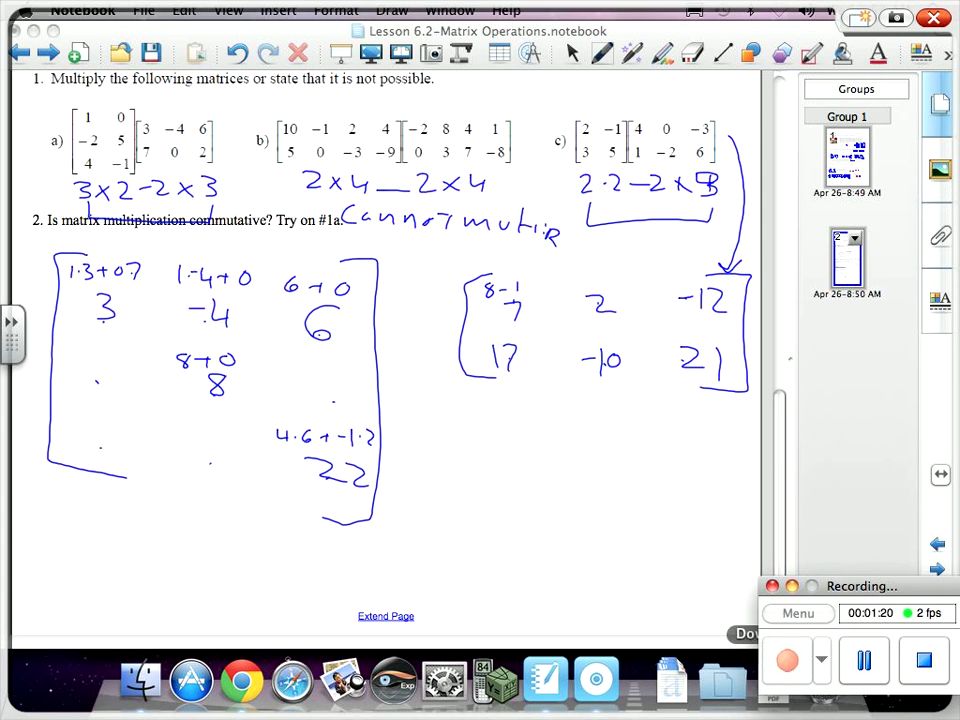 Notebook File Edit View Insert Format Draw Window Help
Lesson 6.2-Matrix Operations.notebook
1. Multiply the following matrices or state that it is not possible.
a) [1 0] [3 -4 6] b) [10 -1 2 4] [-2 8 4 1] c) [2 -1] [4 0 -3]
[-2 5] [7 0 2] [5 0 -3 -9] [0 3 7 -8] [3 5] [1 -2 6]
[4 -1]
3×2-2×3 2×4 _ 2×4 2·2-2×3
2. Is matrix multiplication commutative? Try on #1a. Cannot
1·3+0·7 1·-4+0 6+0
3 -4 6
8+0
8
4·6+-1·2
22
8-1
7 2 -12
17 -10 21
Extend Page
Groups
Group 1
Apr 26-8:49 AM
2
Apr 26-8:50 AM
Recording...
Menu 00:01:20 2 fps
Exp
84
PDF